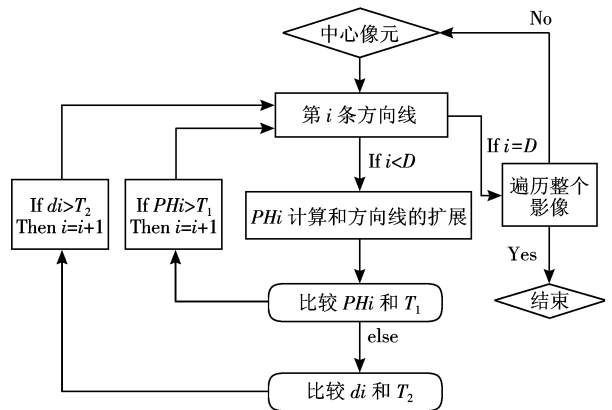 No
中心像元
第 i 条方向线
If i=D
If i<D
If di>T₂
Then i=i+1
If PHi>T₁
Then i=i+1
PHi 计算和方向线的扩展
遍历整个
影像
Yes
比较 PHi 和 T₁
结束
else
比较 di 和 T₂